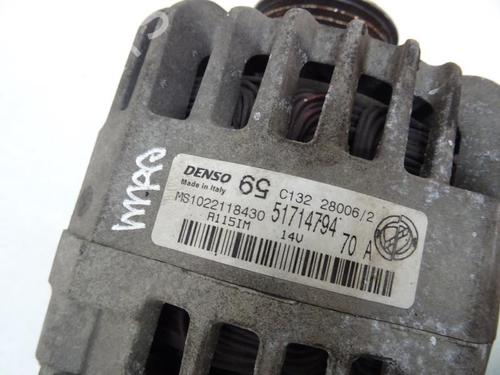 DENSO 59 C132 28006/2
Made in Italy
MS1022118430 51714794
A115IM 14V 70 A